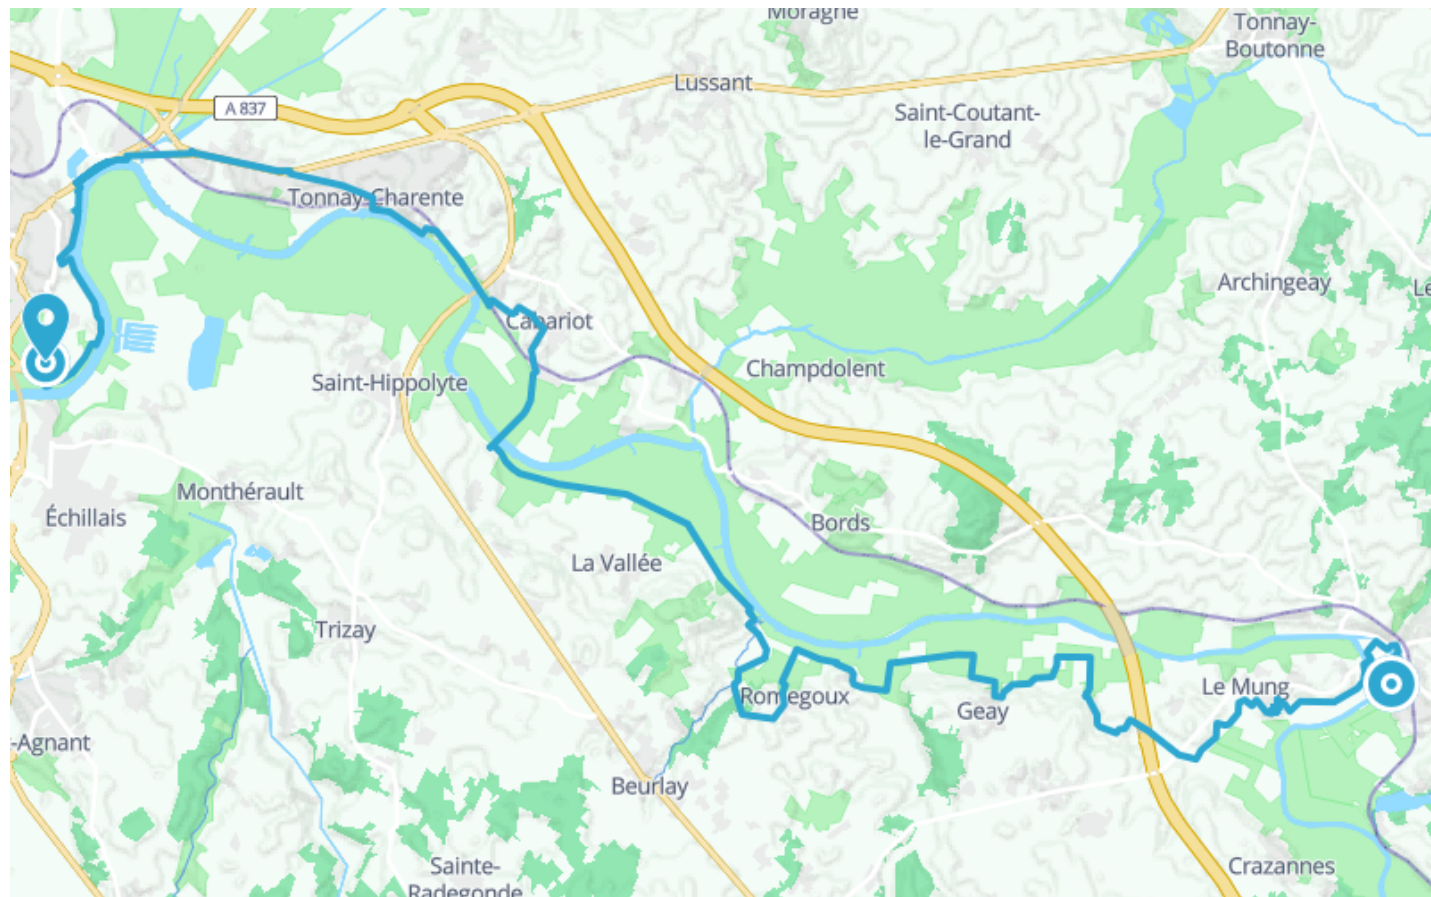 Moragne
Tonnay-
Boutonne
Lussant
A 837
Saint-Coutant-
le-Grand
Tonnay-Charente
Archingeay
Le
Cabariot
Champdolent
Saint-Hippolyte
Monthérault
Échillais
Bords
La Vallée
Trizay
Le Mung
Romegoux
Geay
-Agnant
Beurlay
Sainte-
Radegonde
Crazannes